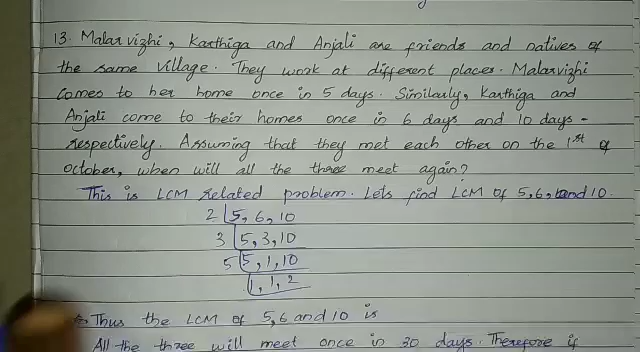 13. Malarvizhi, Karthiga and Anjali are friends and natives of
the same village. They work at different places. Malarvizhi
comes to her home once in 5 days. Similarly, Karthiga and
Anjali come to their homes once in 6 days and 10 days -
respectively. Assuming that they met each other on the 1st of
october, when will all the three meet again?
This is LCM related problem. Lets find LCM of 5,6, and 10.
2 5, 6, 10
3 5, 3, 10
5 5, 1, 10
1, 1, 2
Thus the LCM of 5,6 and 10 is
All the three will meet once in 30 days. Therefore if